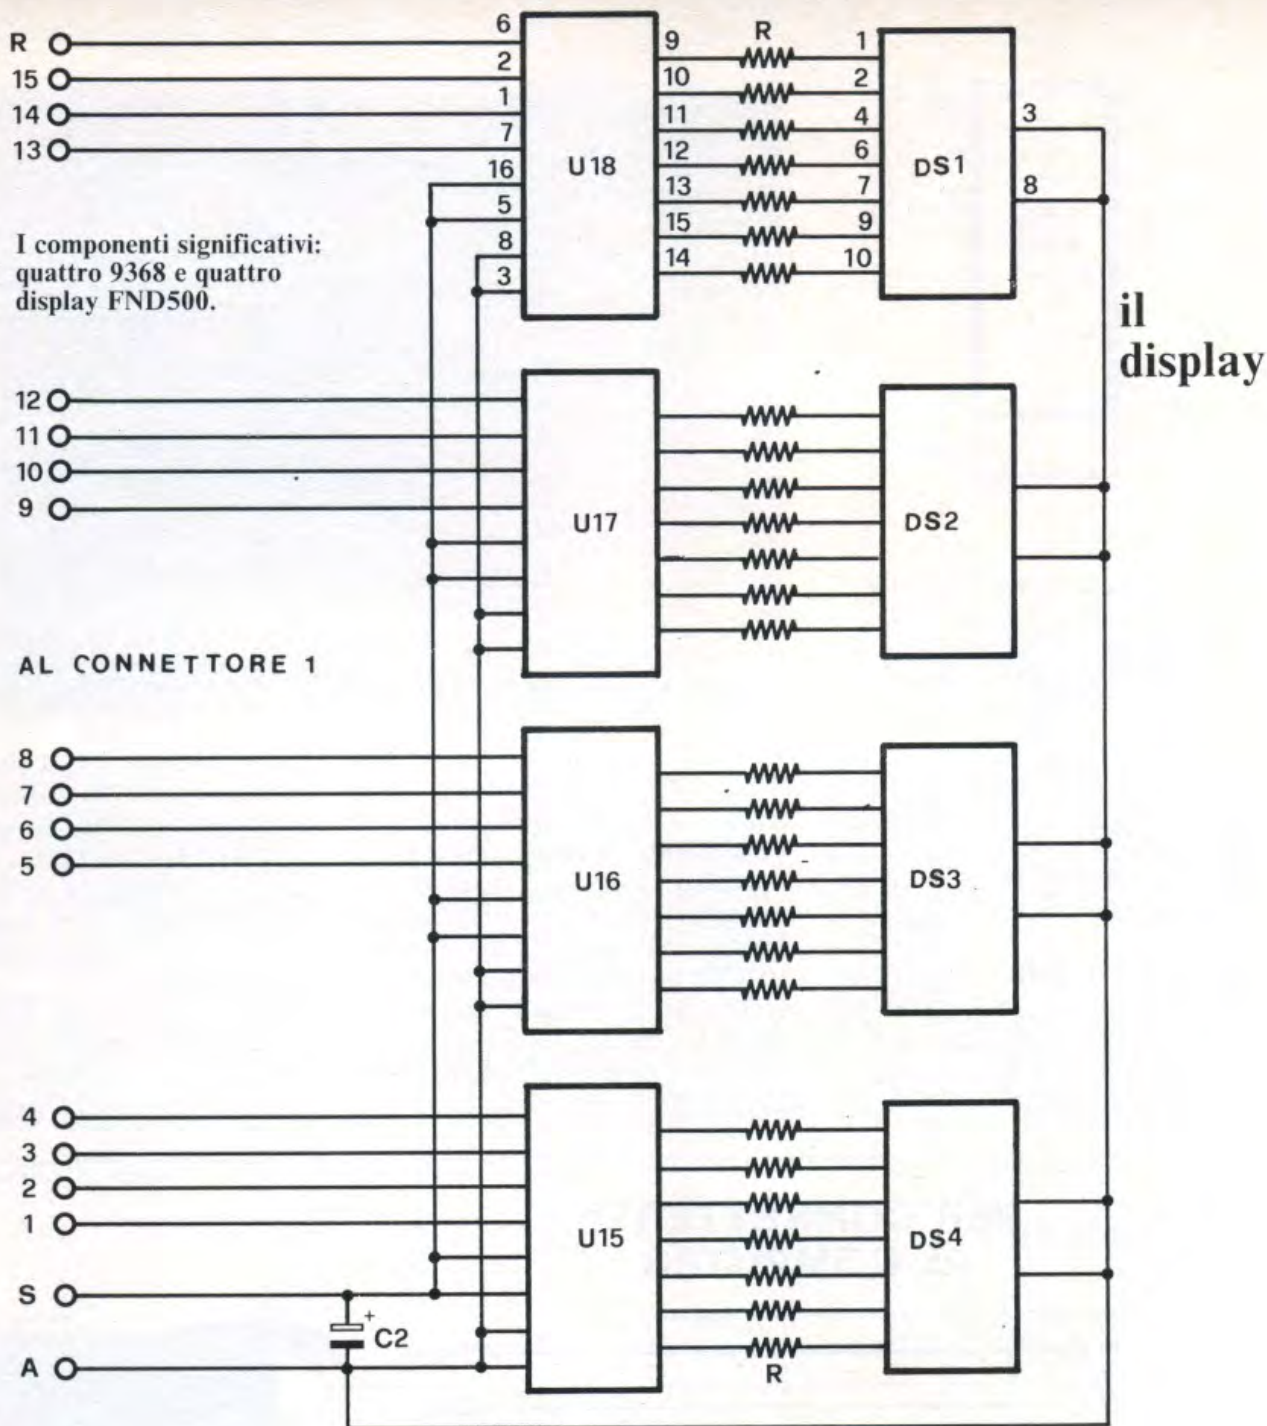 R
15
14
13
6
2
1
7
16
5
8
3
U18
9
10
11
12
13
15
14
R
1
2
4
6
7
9
10
DS1
3
8
I componenti significativi:
quattro 9368 e quattro
display FND500.
il
display
12
11
10
9
U17
DS2
AL CONNETTORE 1
8
7
6
5
U16
DS3
4
3
2
1
S
A
+
C2
U15
R
DS4